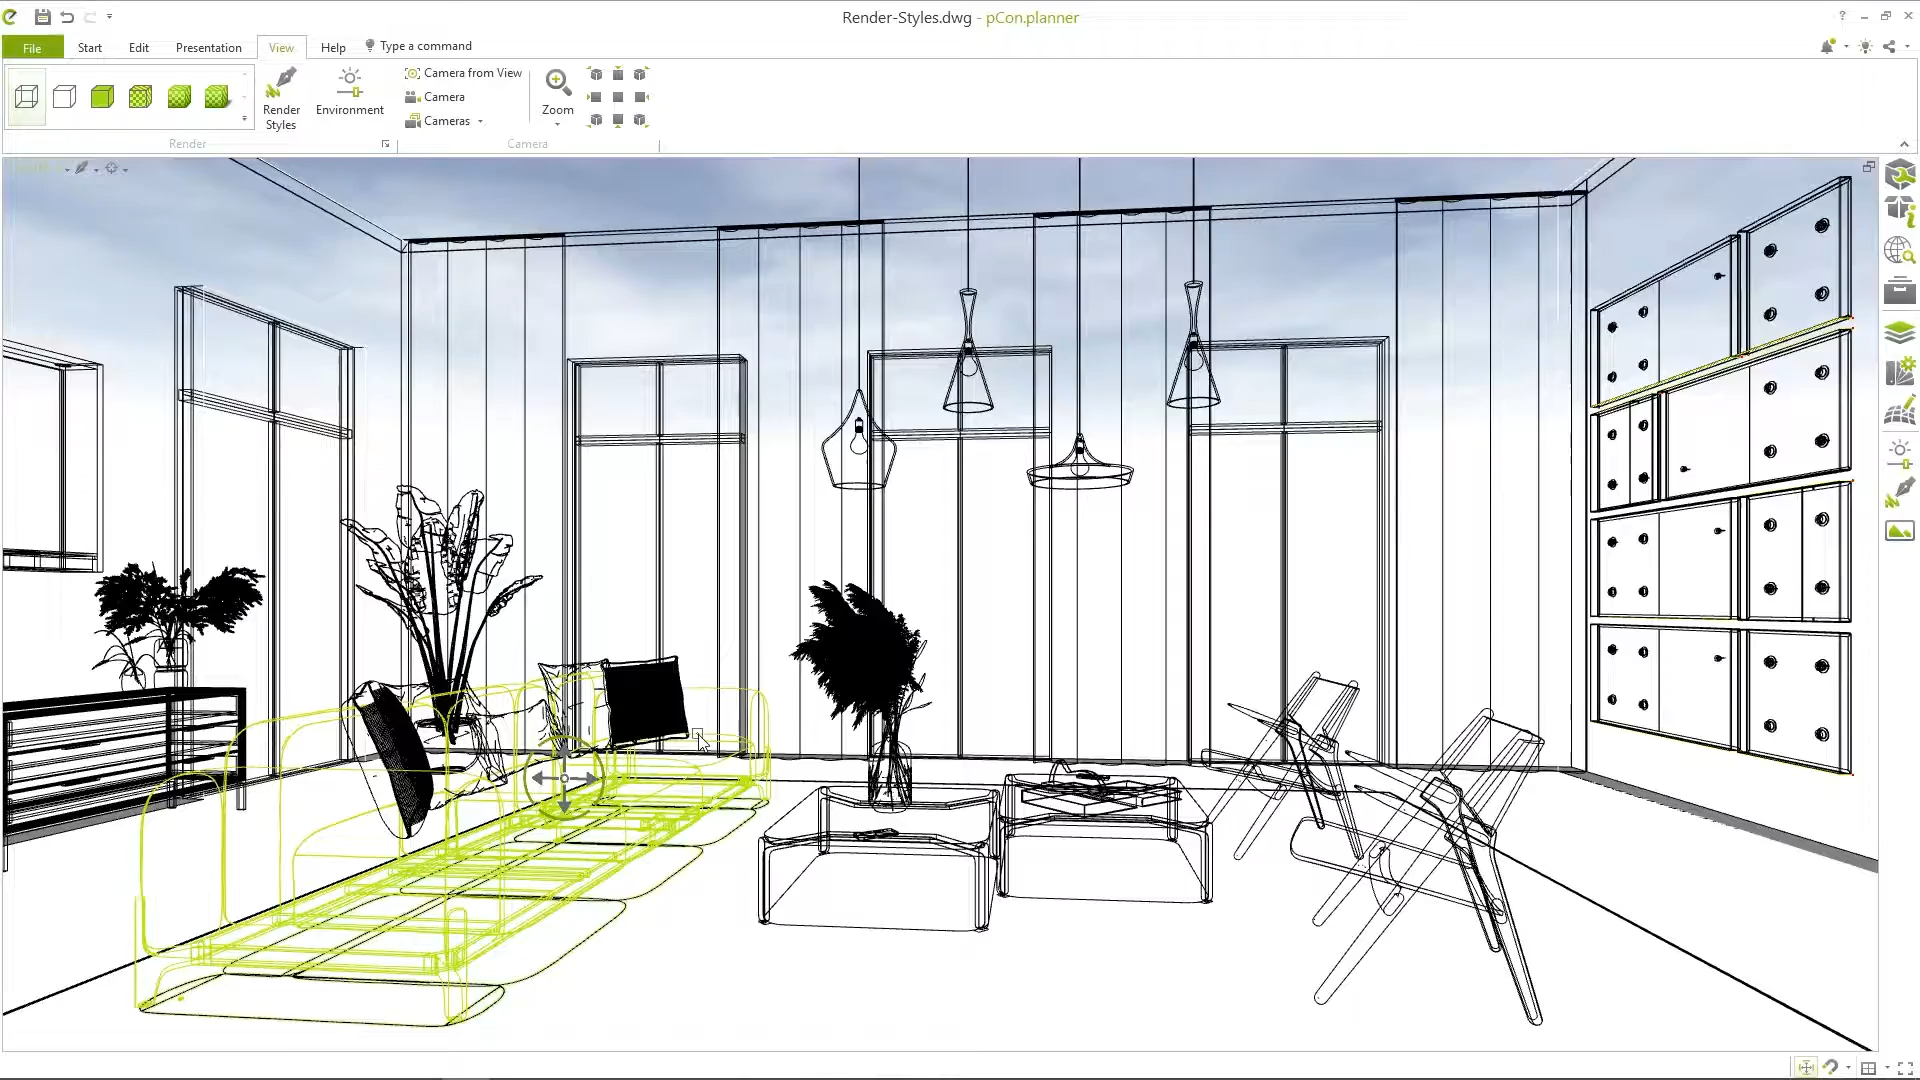 Render-Styles.dwg - pCon.planner
?
File
Start
Edit
Presentation
View
Help
Type a command
Render
Styles
Environment
Camera from View
Camera
Cameras
Zoom
Render
Camera